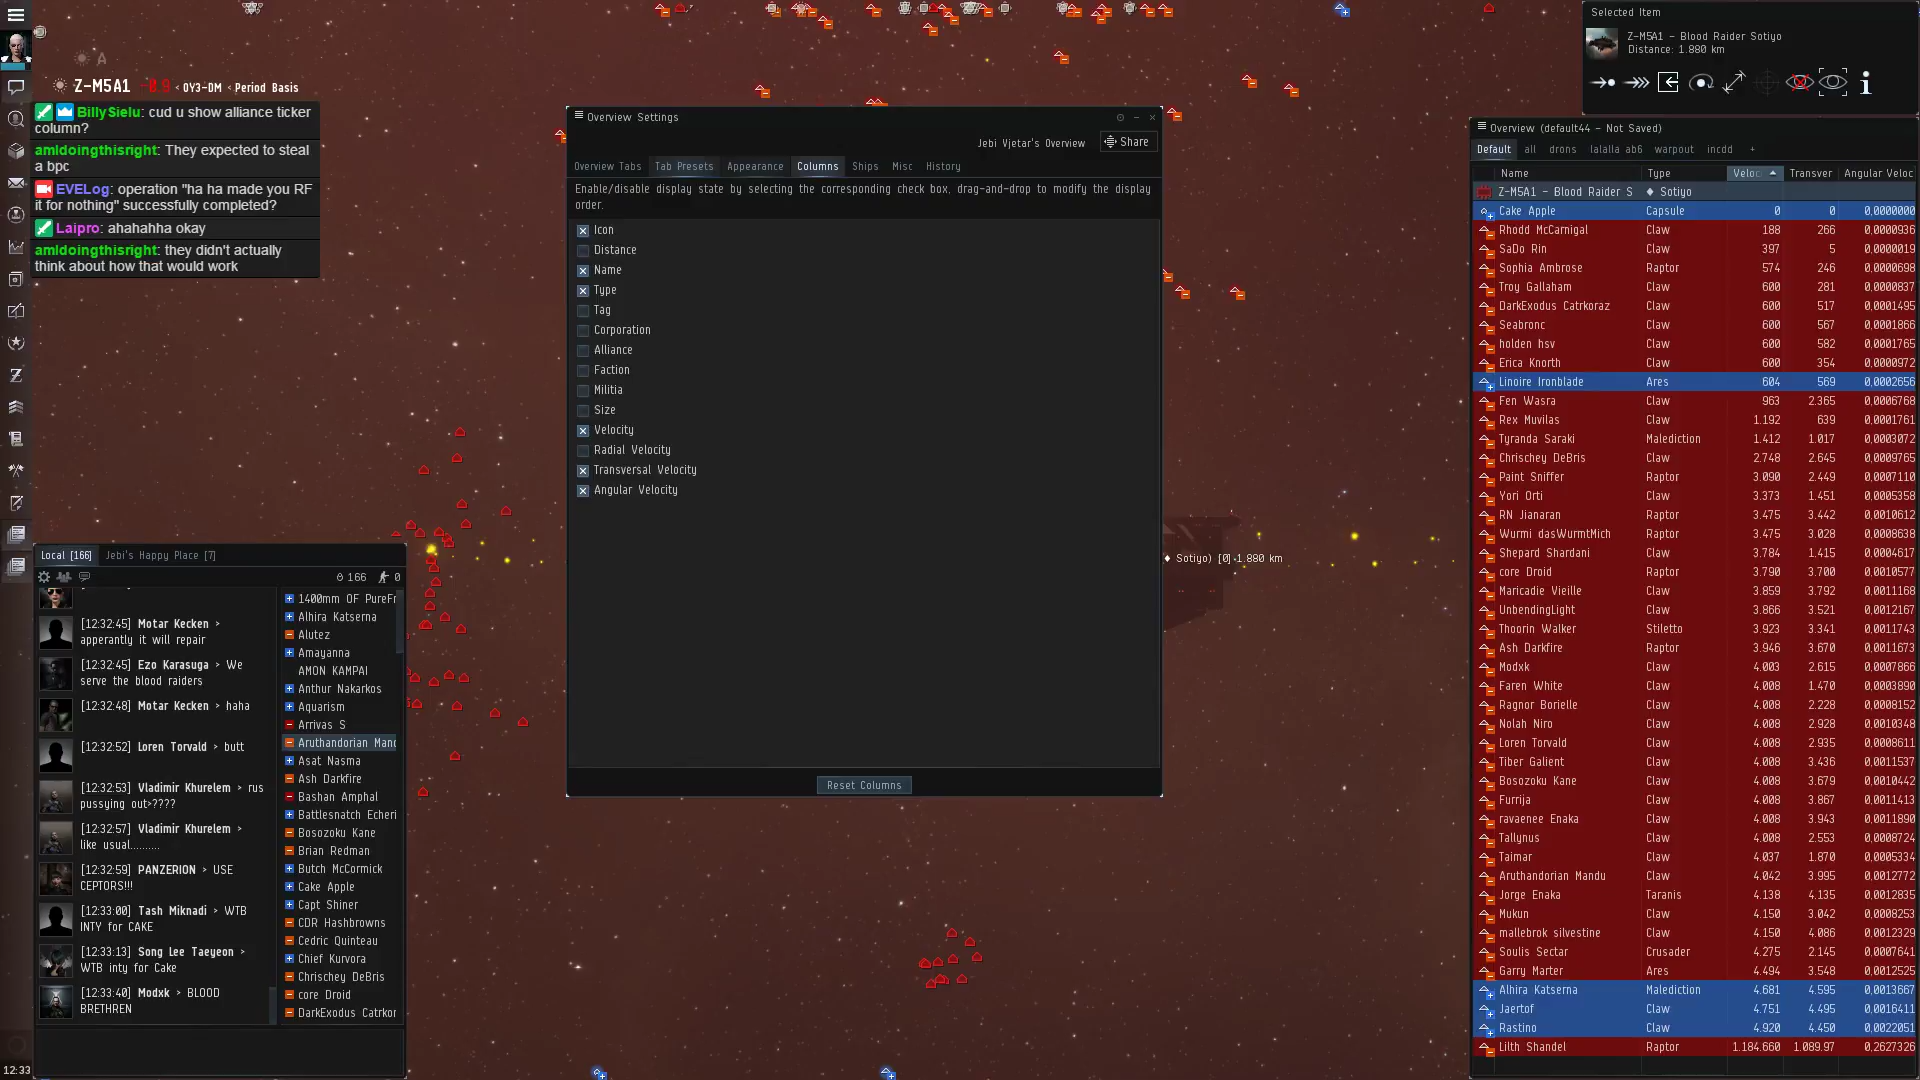 Z-M5A1 -0.9 < OY3-DM < Period Basis
BillySielu: cud u show alliance ticker
column?
amIdoingthisright: They expected to steal
a bpc
EVELog: operation "ha ha made you RF
it for nothing" successfully completed?
Laipro: ahahahha okay
amIdoingthisright: they didn't actually
think about how that would work
Overview Settings
Jebi Vjetar's Overview
Share
Overview Tabs Tab Presets Appearance Columns Ships Misc History
Enable/disable display state by selecting the corresponding check box, drag-and-drop to modify the display
order.
Icon
Distance
Name
Type
Tag
Corporation
Alliance
Faction
Militia
Size
Velocity
Radial Velocity
Transversal Velocity
Angular Velocity
Reset Columns
Sotiyo) [0] 1.880 km
Local [166] Jebi's Happy Place [7]
166 0
[12:32:45] Motar Kecken >
apperantly it will repair
[12:32:45] Ezo Karasuga > We
serve the blood raiders
[12:32:48] Motar Kecken > haha
[12:32:52] Loren Torvald > butt
[12:32:53] Vladimir Khurelem > rus
pussying out>????
[12:32:57] Vladimir Khurelem >
like usual..........
[12:32:59] PANZERION > USE
CEPTORS!!!
[12:33:00] Tash Miknadi > WTB
INTY for CAKE
[12:33:13] Song Lee Taeyeon >
WTB inty for Cake
[12:33:40] Modxk > BLOOD
BRETHREN
1400mm OF PureFr
Alhira Katserna
Alutez
Amayanna
AMON KAMPAI
Anthur Nakarkos
Aquarism
Arrivas S
Aruthandorian Mand
Asat Nasma
Ash Darkfire
Bashan Amphal
Battlesnatch Echeri
Bosozoku Kane
Brian Redman
Butch McCormick
Cake Apple
Capt Shiner
CDR Hashbrowns
Cedric Quinteau
Chief Kurvora
Chrischey DeBris
core Droid
DarkExodus Catrkor
12:33
Selected Item
Z-M5A1 - Blood Raider Sotiyo
Distance: 1.880 km
Overview (default44 - Not Saved)
Default all drons lalalla ab6 warpout incdd +
Name Type Veloci Transver Angular Veloc
Z-M5A1 - Blood Raider S Sotiyo
Cake Apple Capsule 0 0 0,0000000
Rhodd McCarnigal Claw 188 266 0,0000936
SaDo Rin Claw 397 5 0,0000019
Sophia Ambrose Raptor 574 246 0,0000698
Troy Gallaham Claw 600 281 0,0000837
DarkExodus Catrkoraz Claw 600 517 0,0001495
Seabronc Claw 600 567 0,0001866
holden hsv Claw 600 582 0,0001765
Erica Knorth Claw 600 354 0,0000972
Linoire Ironblade Ares 604 569 0,0002656
Fen Wasra Claw 963 2.365 0,0006768
Rex Muvilas Claw 1.192 639 0,0001761
Tyranda Saraki Malediction 1.412 1.017 0,0003072
Chrischey DeBris Claw 2.748 2.645 0,0009765
Paint Sniffer Raptor 3.090 2.449 0,0007110
Yori Orti Claw 3.373 1.451 0,0005358
RN Jianaran Raptor 3.475 3.442 0,0010612
Wurmi dasWurmtMich Raptor 3.475 3.028 0,0008638
Shepard Shardani Claw 3.784 1.415 0,0004617
core Droid Raptor 3.790 3.700 0,0010577
Maricadie Vieille Claw 3.859 3.792 0,0011168
UnbendingLight Claw 3.866 3.521 0,0012167
Thoorin Walker Stiletto 3.923 3.341 0,0011743
Ash Darkfire Raptor 3.946 3.670 0,0011673
Modxk Claw 4.003 2.615 0,0007866
Faren White Claw 4.008 1.470 0,0003890
Ragnor Borielle Claw 4.008 2.228 0,0008152
Nolah Niro Claw 4.008 2.928 0,0010348
Loren Torvald Claw 4.008 2.935 0,0008611
Tiber Galient Claw 4.008 3.436 0,0011537
Bosozoku Kane Claw 4.008 3.679 0,0010442
Furrija Claw 4.008 3.867 0,0011413
ravaenee Enaka Claw 4.008 3.943 0,0011890
Tallynus Claw 4.008 2.553 0,0008724
Taimar Claw 4.037 1.870 0,0005334
Aruthandorian Mandu Claw 4.042 3.995 0,0012772
Jorge Enaka Taranis 4.138 4.135 0,0012835
Mukun Claw 4.150 3.042 0,0008253
mallebrok silvestine Claw 4.150 4.086 0,0012329
Soulis Sectar Crusader 4.275 2.145 0,0007641
Garry Marter Ares 4.494 3.548 0,0012525
Alhira Katserna Malediction 4.681 4.595 0,0013667
Jaertof Claw 4.751 4.495 0,0016411
Rastino Claw 4.920 4.450 0,0022051
Lilth Shandel Raptor 1.184.660 1.089.97 0,2627326